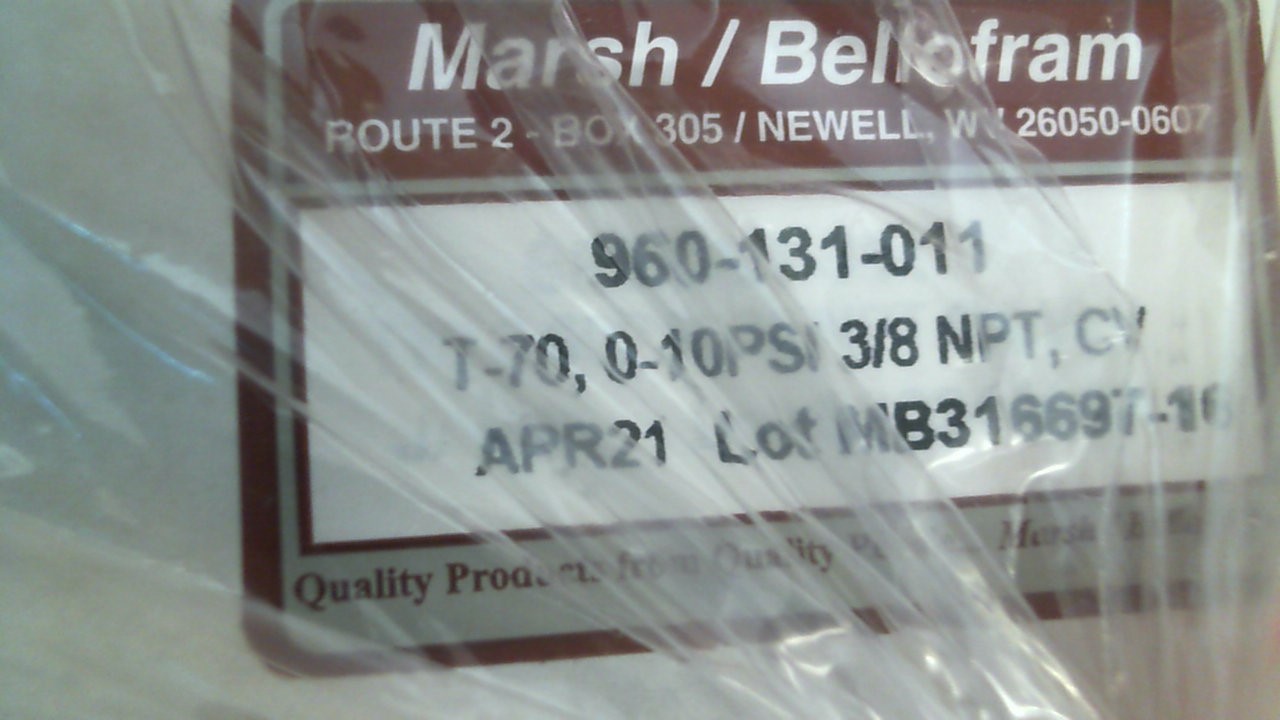 Marsh / Bellofram
ROUTE 2 - BOX 305 / NEWELL, WV 26050-0607
960-131-011
T-70, 0-10PSI 3/8 NPT, CV
APR21 Lot MB316697-16
Quality Products from Quality Marsh